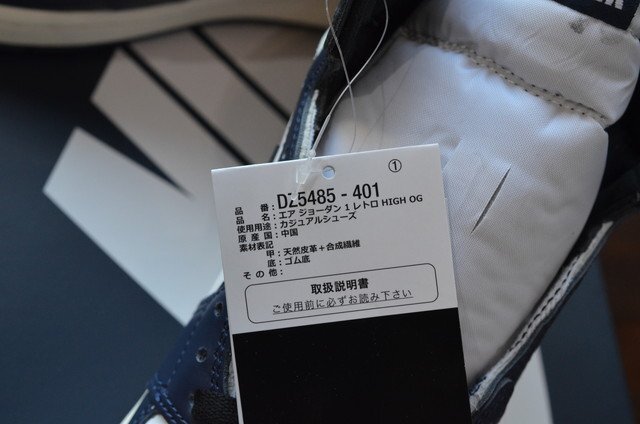 ①
品 番：DZ5485 - 401
品 名：エア ジョーダン 1 レトロ HIGH OG
使用用途：カジュアルシューズ
原 産 国：中国
素材表記
甲：天然皮革＋合成繊維
底：ゴム底
そ の 他：
取扱説明書
ご使用前に必ずお読み下さい